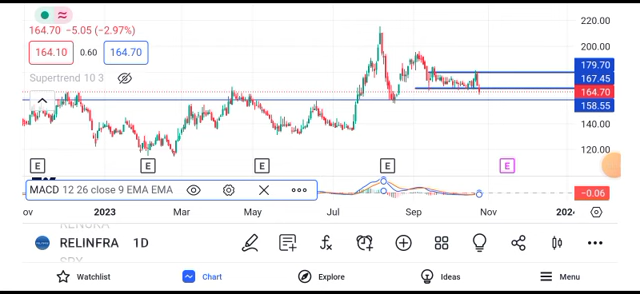 164.70 −5.05 (−2.97%)
164.10 0.60 164.70
Supertrend 10 3
220.00
200.00
179.70
167.45
164.70
158.55
140.00
120.00
E E E E E
MACD 12 26 close 9 EMA EMA
−0.06
ov 2023 Mar May Jul Sep Nov 202
RELINFRA 1D
Watchlist Chart Explore Ideas Menu